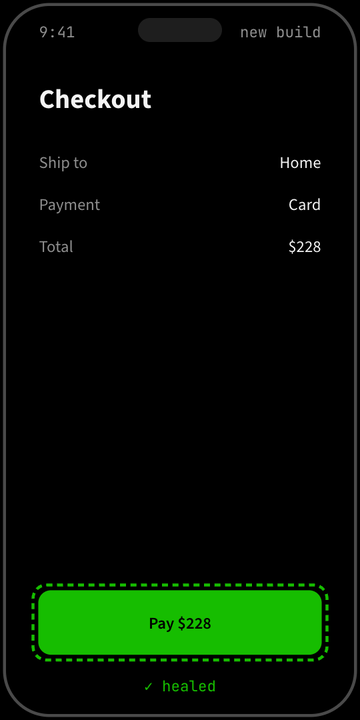 9:41 new build
Checkout
Ship to Home
Payment Card
Total $228
Pay $228
✓ healed